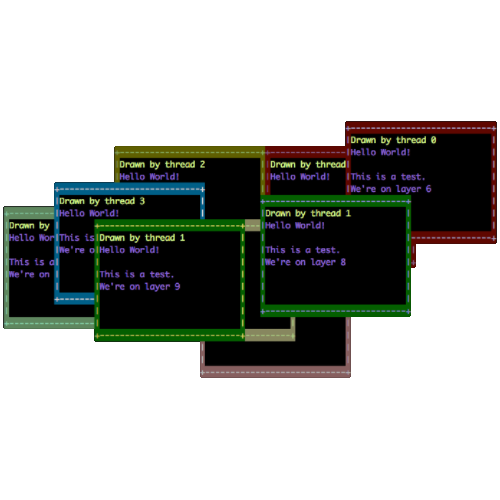 Drawn by thread 0
Hello World!
This is a test.
We're on layer 6
Drawn by thread 2
Hello World!
Drawn by thread
Hello World!
Drawn by thread 3
Hello World!
This
We're
Drawn by thread 1
Hello World!
This is a test.
We're on layer 8
Drawn by
Hello
This is a
We're on
Drawn by thread 1
Hello World!
This is a test.
We're on layer 9